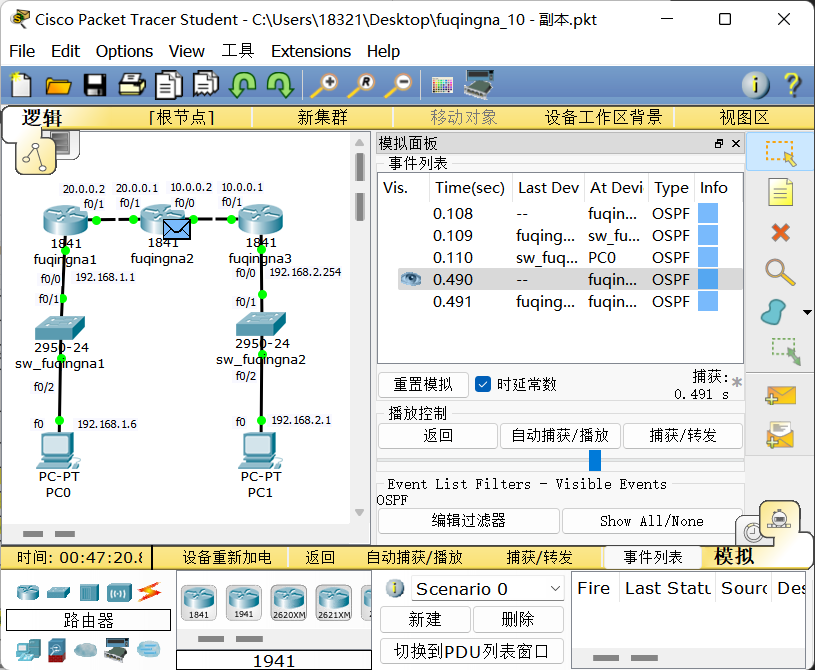 Cisco Packet Tracer Student - C:\Users\18321\Desktop\fuqingna_10 - 副本.pkt
File Edit Options View 工具 Extensions Help
逻辑 「根节点] 新集群 移动对象 设备工作区背景 视图区
模拟面板
事件列表
Vis. Time(sec) Last Dev At Devi Type Info
0.108 -- fuqin... OSPF
0.109 fuqing... sw_fu... OSPF
0.110 sw_fuq... PC0 OSPF
0.490 -- fuqin... OSPF
0.491 fuqing... fuqin... OSPF
重置模拟 时延常数 捕获:
0.491 s
播放控制
返回 自动捕获/播放 捕获/转发
Event List Filters - Visible Events
OSPF
编辑过滤器 Show All/None
20.0.0.2 20.0.0.1 10.0.0.2 10.0.0.1
f0/1 f0/1 f0/0 f0/1
1841 1841 1841
fuqingna1 fuqingna2 fuqingna3
f0/0 192.168.1.1 f0/0 192.168.2.254
f0/1 f0/1
2950-24 2950-24
sw_fuqingna1 sw_fuqingna2
f0/2 f0/2
f0 192.168.1.6 f0 192.168.2.1
PC-PT PC-PT
PC0 PC1
时间: 00:47:20.8 设备重新加电 返回 自动捕获/播放 捕获/转发 事件列表 模拟
路由器
1841 1941 2620XM 2621XM
1941
Scenario 0
新建 删除
切换到PDU列表窗口
Fire Last Statu Sourc Des